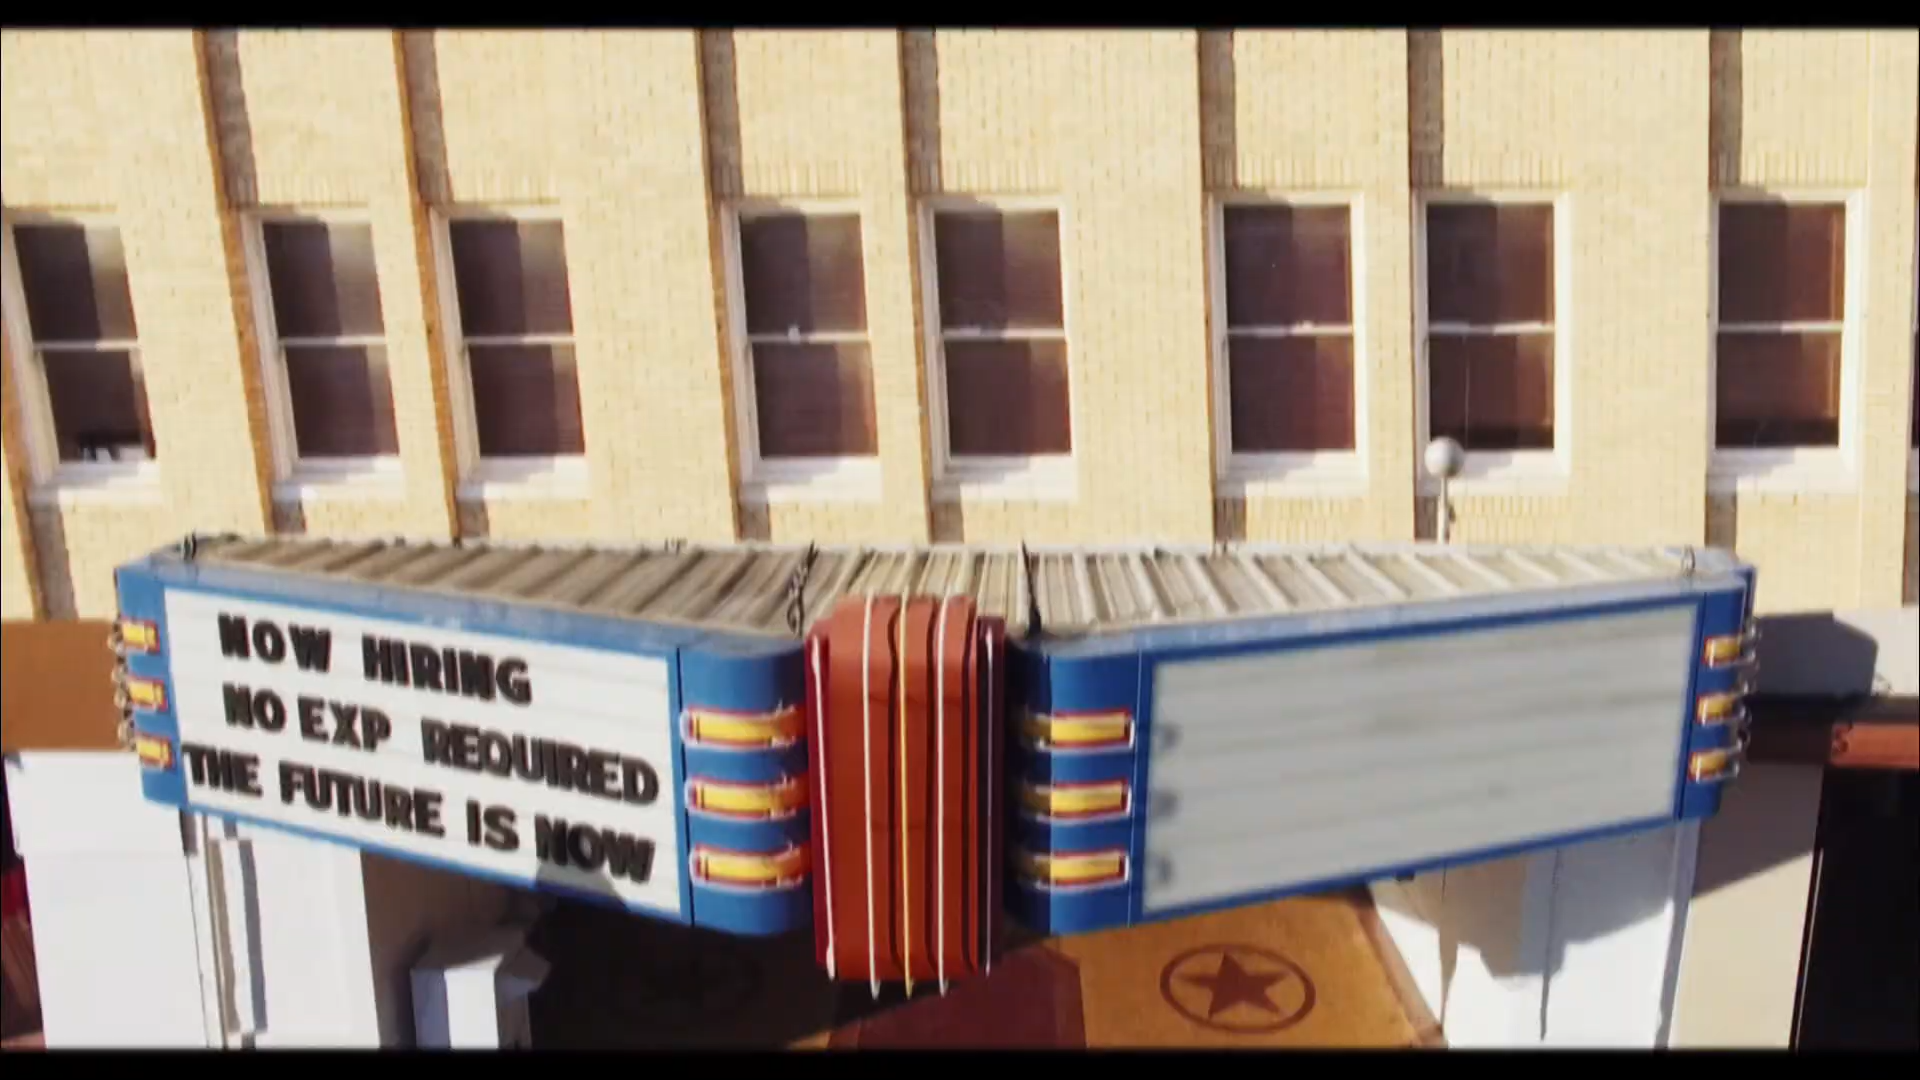 NOW HIRING
NO EXP REQUIRED
THE FUTURE IS NOW